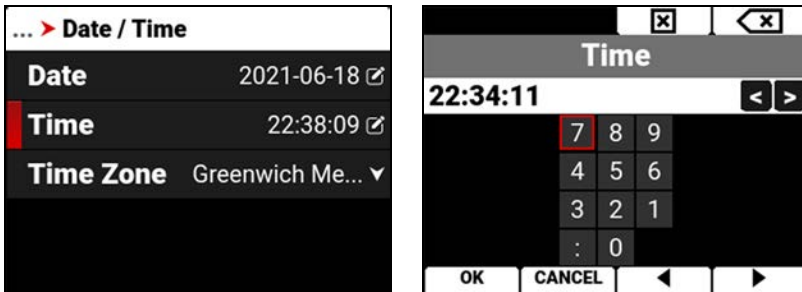 ... > Date / Time
Date 2021-06-18
Time 22:38:09
Time Zone Greenwich Me...
Time
22:34:11 < >
7 8 9
4 5 6
3 2 1
: 0
OK CANCEL